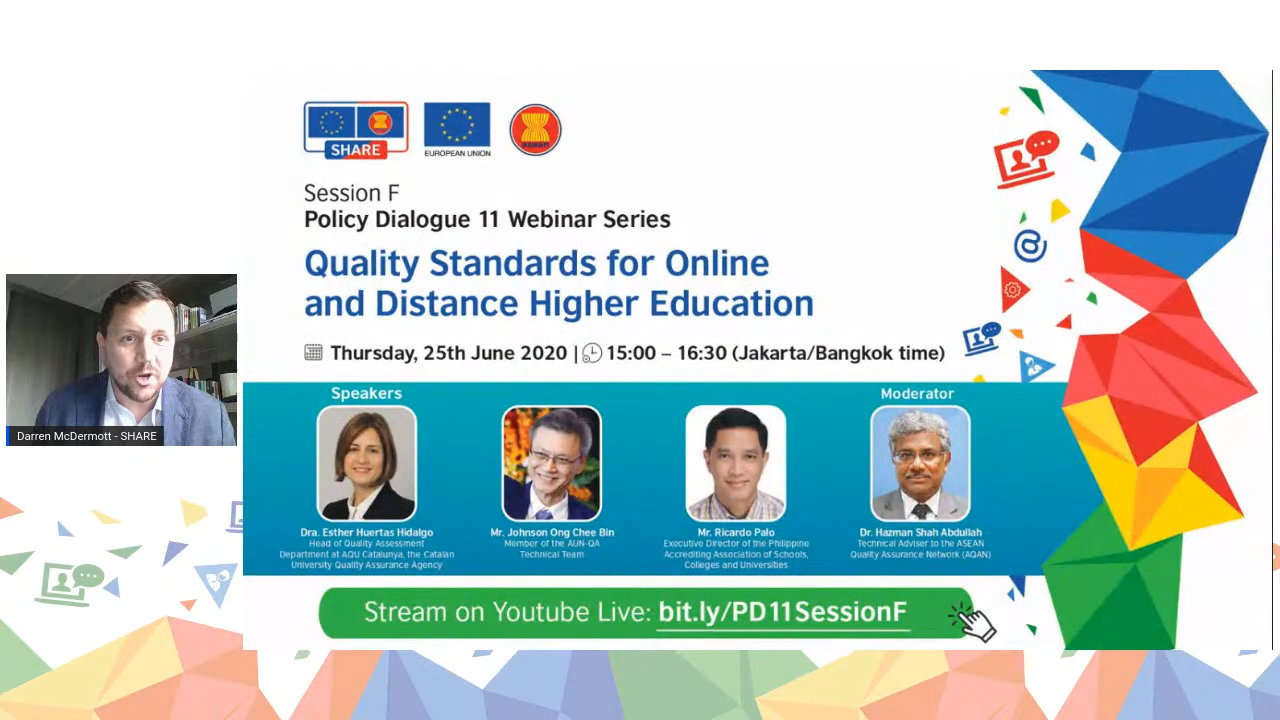 SHARE
EUROPEAN UNION
asean
Session F
Policy Dialogue 11 Webinar Series
Quality Standards for Online
and Distance Higher Education
Thursday, 25th June 2020 | 15:00 – 16:30 (Jakarta/Bangkok time)
Darren McDermott - SHARE
Speakers
Moderator
Dra. Esther Huertas Hidalgo
Head of Quality Assessment
Department at AQU Catalunya, the Catalan
University Quality Assurance Agency
Mr. Johnson Ong Chee Bin
Member of the AUN-QA
Technical Team
Mr. Ricardo Palo
Executive Director of the Philippine
Accrediting Association of Schools,
Colleges and Universities
Dr. Hazman Shah Abdullah
Technical Adviser to the ASEAN
Quality Assurance Network (AQAN)
Stream on Youtube Live: bit.ly/PD11SessionF